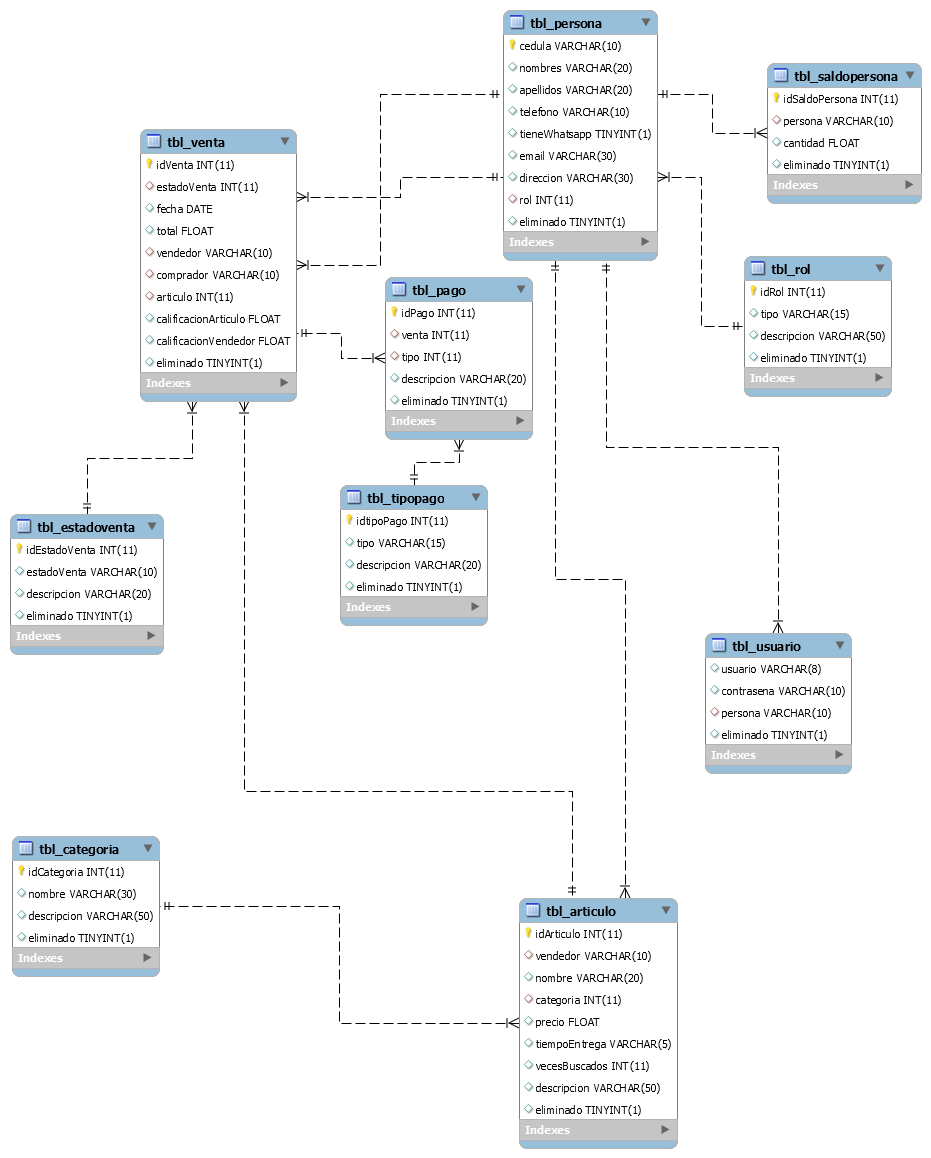 tbl_persona
cedula VARCHAR(10)
nombres VARCHAR(20)
apellidos VARCHAR(20)
telefono VARCHAR(10)
tieneWhatsapp TINYINT(1)
email VARCHAR(30)
direccion VARCHAR(30)
rol INT(11)
eliminado TINYINT(1)
Indexes
tbl_saldopersona
idSaldoPersona INT(11)
persona VARCHAR(10)
cantidad FLOAT
eliminado TINYINT(1)
Indexes
tbl_venta
idVenta INT(11)
estadoVenta INT(11)
fecha DATE
total FLOAT
vendedor VARCHAR(10)
comprador VARCHAR(10)
articulo INT(11)
calificacionArticulo FLOAT
calificacionVendedor FLOAT
eliminado TINYINT(1)
Indexes
tbl_rol
idRol INT(11)
tipo VARCHAR(15)
descripcion VARCHAR(50)
eliminado TINYINT(1)
Indexes
tbl_pago
idPago INT(11)
venta INT(11)
tipo INT(11)
descripcion VARCHAR(20)
eliminado TINYINT(1)
Indexes
tbl_tipopago
idtipoPago INT(11)
tipo VARCHAR(15)
descripcion VARCHAR(20)
eliminado TINYINT(1)
Indexes
tbl_estadoventa
idEstadoVenta INT(11)
estadoVenta VARCHAR(10)
descripcion VARCHAR(20)
eliminado TINYINT(1)
Indexes
tbl_usuario
usuario VARCHAR(8)
contrasena VARCHAR(10)
persona VARCHAR(10)
eliminado TINYINT(1)
Indexes
tbl_categoria
idCategoria INT(11)
nombre VARCHAR(30)
descripcion VARCHAR(50)
eliminado TINYINT(1)
Indexes
tbl_articulo
idArticulo INT(11)
vendedor VARCHAR(10)
nombre VARCHAR(20)
categoria INT(11)
precio FLOAT
tiempoEntrega VARCHAR(5)
vecesBuscados INT(11)
descripcion VARCHAR(50)
eliminado TINYINT(1)
Indexes